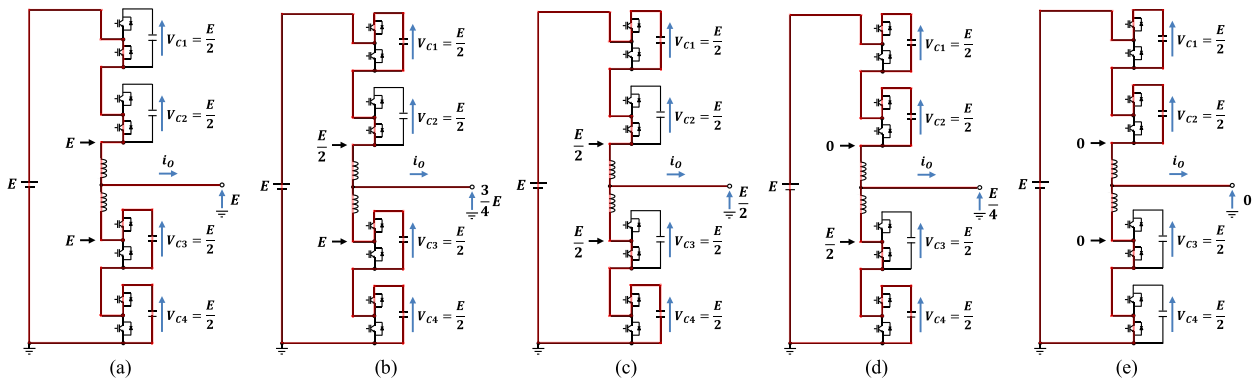 V_C1 = E/2
V_C2 = E/2
E
i_O
E
E
E
V_C3 = E/2
V_C4 = E/2
(a)
V_C1 = E/2
V_C2 = E/2
E/2
i_O
E
3/4 E
E
V_C3 = E/2
V_C4 = E/2
(b)
V_C1 = E/2
V_C2 = E/2
E/2
i_O
E
E/2
E/2
V_C3 = E/2
V_C4 = E/2
(c)
V_C1 = E/2
V_C2 = E/2
0
i_O
E
E/4
E/2
V_C3 = E/2
V_C4 = E/2
(d)
V_C1 = E/2
V_C2 = E/2
0
i_O
E
0
0
V_C3 = E/2
V_C4 = E/2
(e)